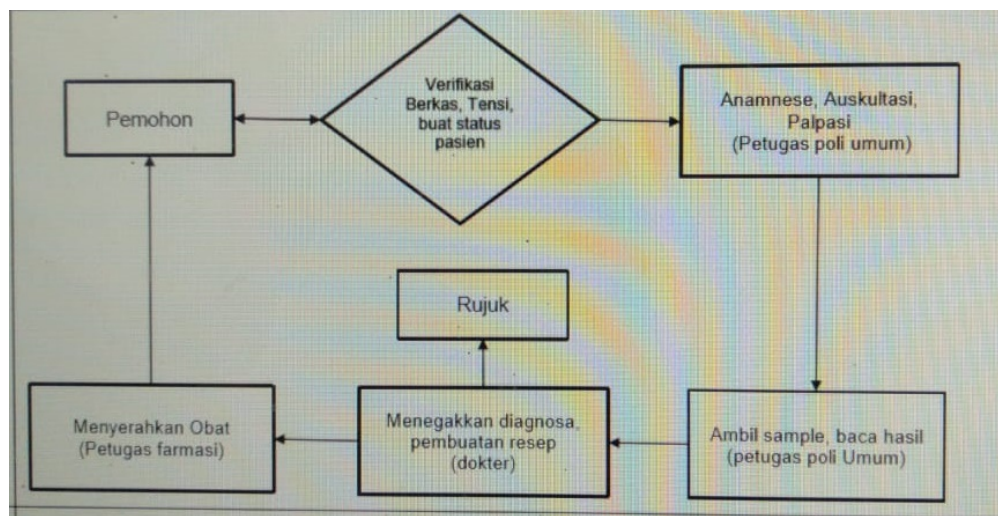 Pemohon
Verifikasi
Berkas, Tensi,
buat status
pasien
Anamnese, Auskultasi,
Palpasi
(Petugas poli umum)
Rujuk
Menyerahkan Obat
(Petugas farmasi)
Menegakkan diagnosa,
pembuatan resep
(dokter)
Ambil sample, baca hasil
(petugas poli Umum)